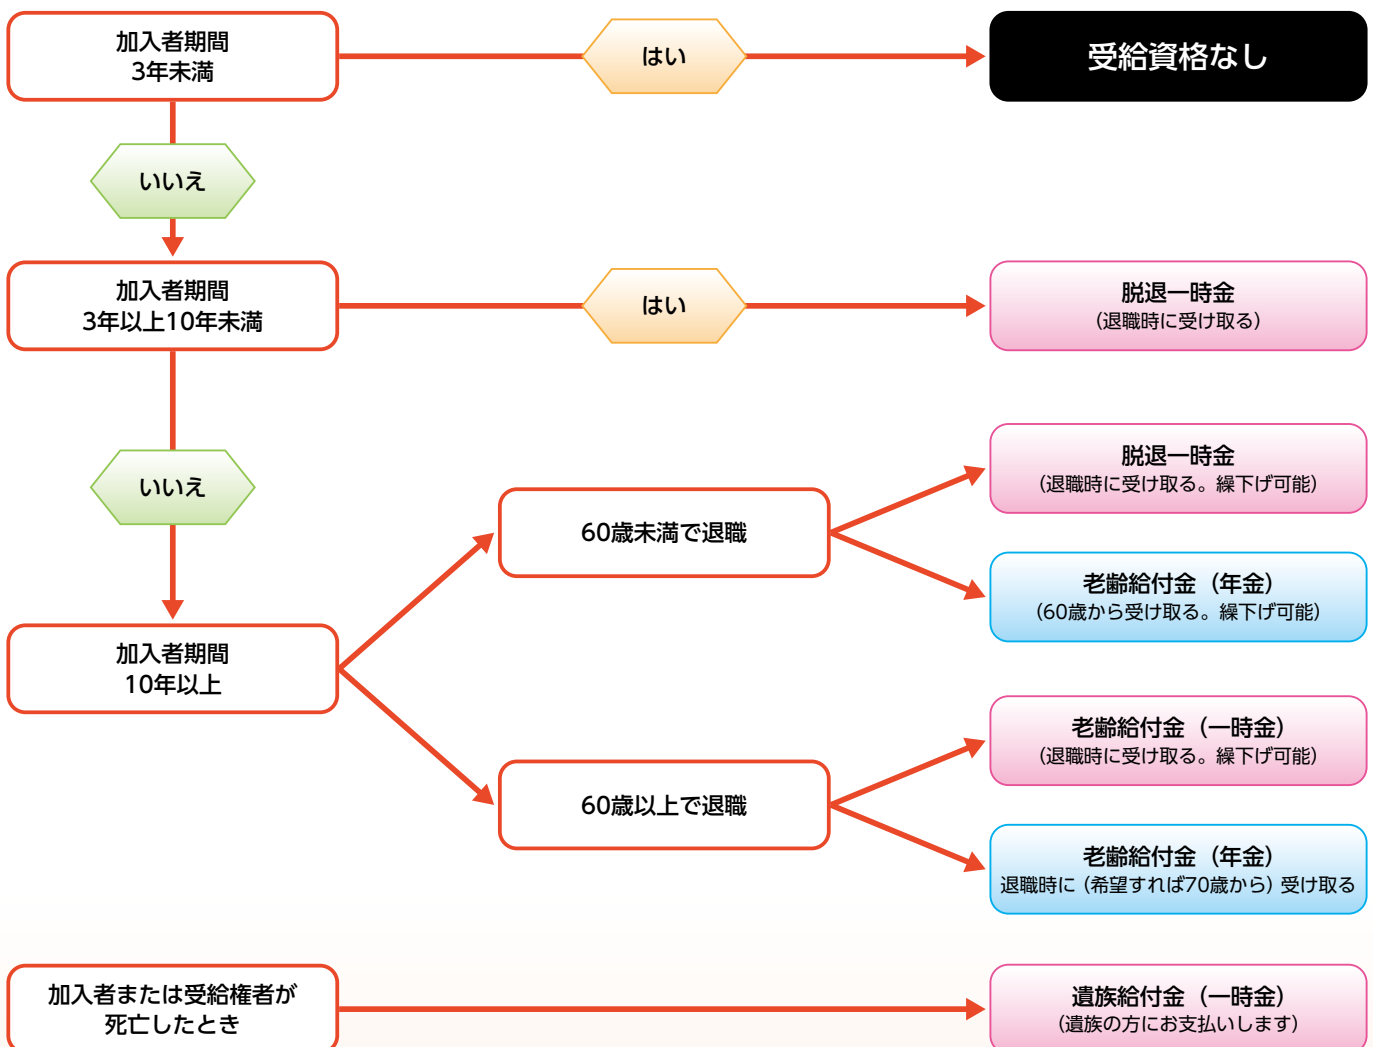 加入者期間
3年未満
はい
受給資格なし
いいえ
加入者期間
3年以上10年未満
はい
脱退一時金
（退職時に受け取る）
いいえ
加入者期間
10年以上
60歳未満で退職
脱退一時金
（退職時に受け取る。繰下げ可能）
老齢給付金（年金）
（60歳から受け取る。繰下げ可能）
60歳以上で退職
老齢給付金（一時金）
（退職時に受け取る。繰下げ可能）
老齢給付金（年金）
退職時に（希望すれば70歳から）受け取る
加入者または受給権者が
死亡したとき
遺族給付金（一時金）
（遺族の方にお支払いします）